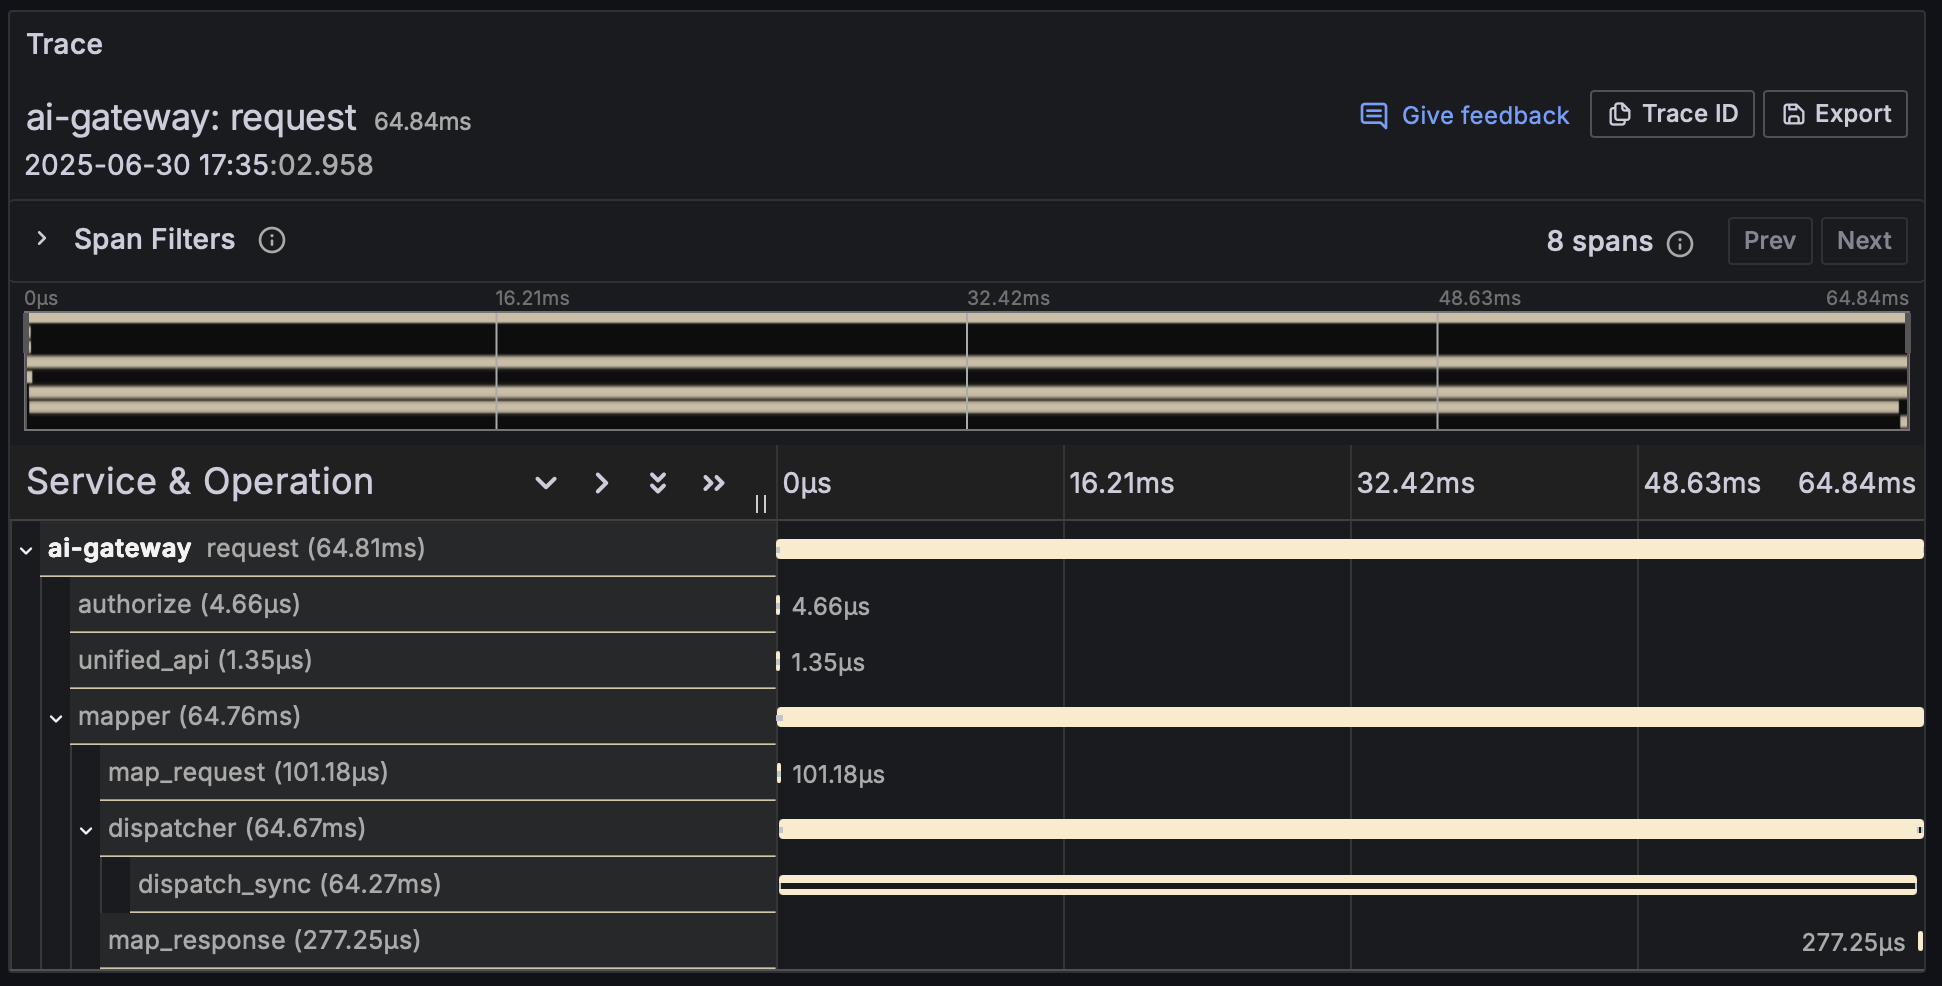 Trace
ai-gateway: request 64.84ms
Give feedback
Trace ID
Export
2025-06-30 17:35:02.958
Span Filters
8 spans
Prev
Next
0μs 16.21ms 32.42ms 48.63ms 64.84ms
Service & Operation
0μs 16.21ms 32.42ms 48.63ms 64.84ms
ai-gateway request (64.81ms)
authorize (4.66μs) 4.66μs
unified_api (1.35μs) 1.35μs
mapper (64.76ms)
map_request (101.18μs) 101.18μs
dispatcher (64.67ms)
dispatch_sync (64.27ms)
map_response (277.25μs) 277.25μs